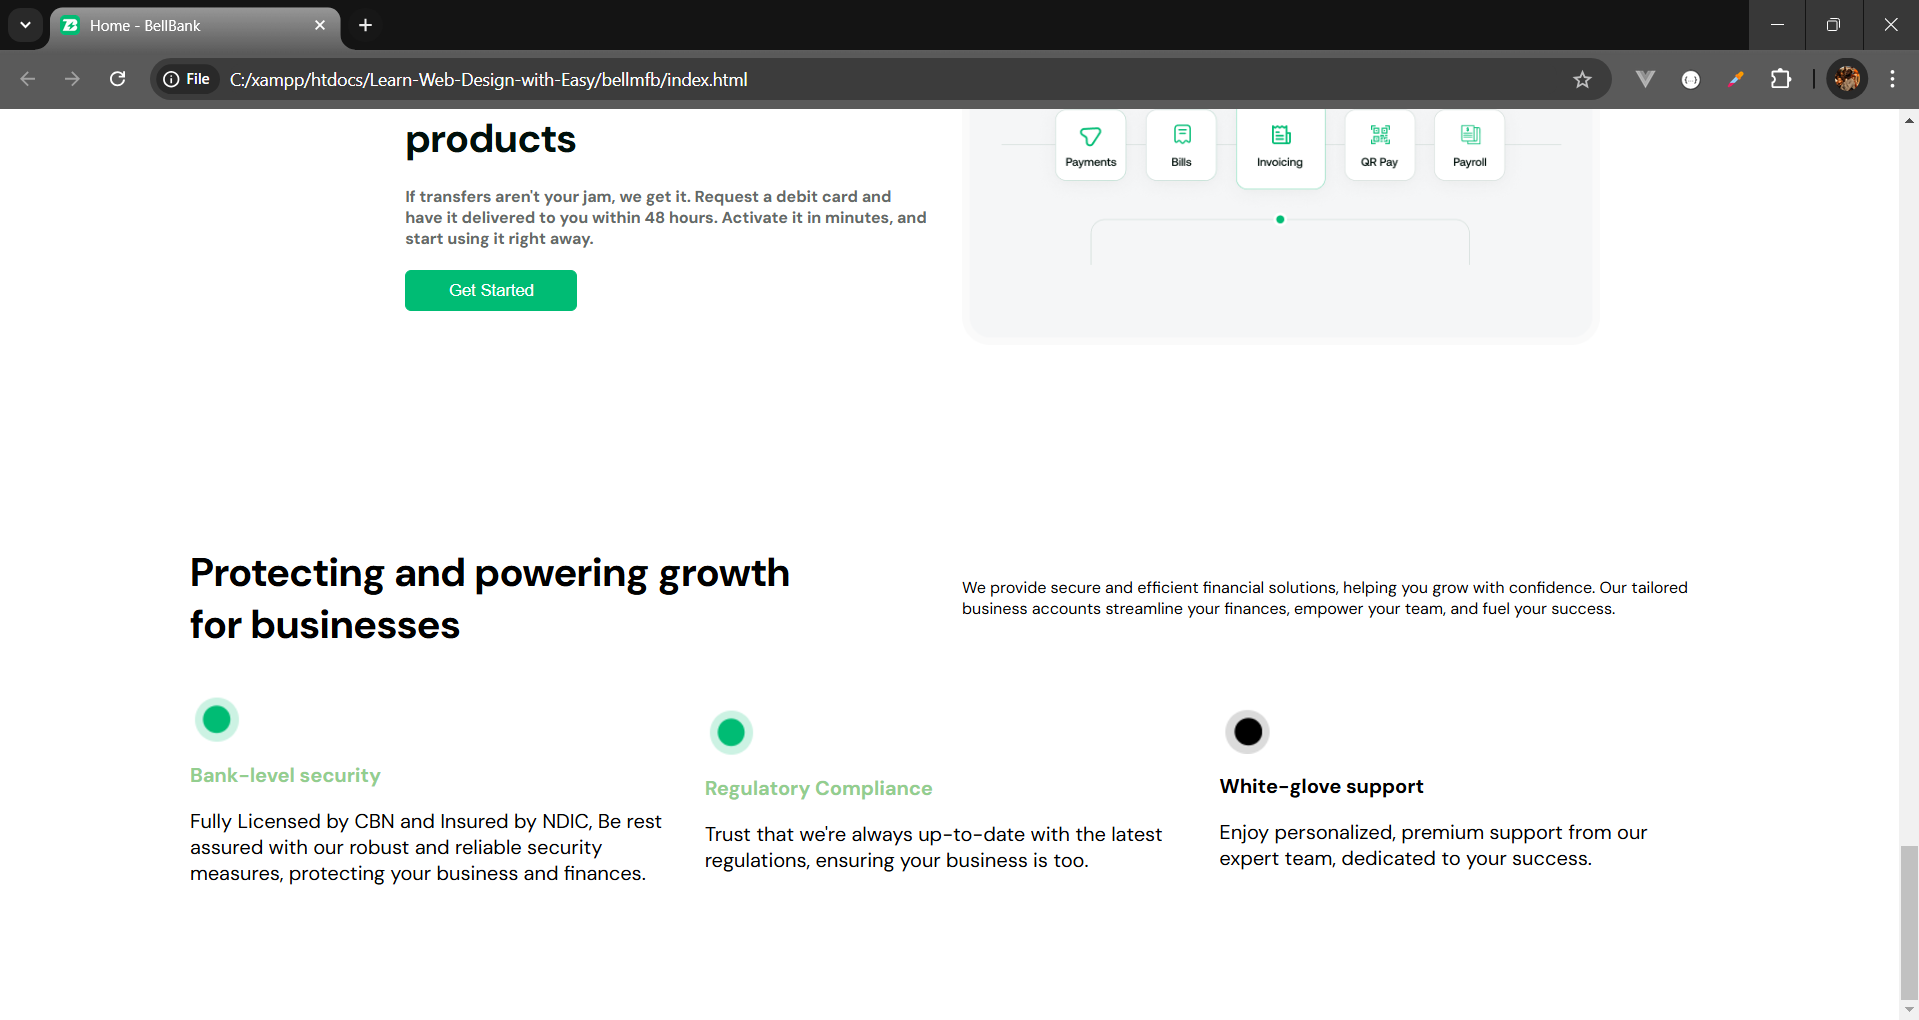 Home - BellBank
File
C:/xampp/htdocs/Learn-Web-Design-with-Easy/bellmfb/index.html
products
If transfers aren't your jam, we get it. Request a debit card and
have it delivered to you within 48 hours. Activate it in minutes, and
start using it right away.
Get Started
Payments
Bills
Invoicing
QR Pay
Payroll
Protecting and powering growth
for businesses
We provide secure and efficient financial solutions, helping you grow with confidence. Our tailored
business accounts streamline your finances, empower your team, and fuel your success.
Bank-level security
Fully Licensed by CBN and Insured by NDIC, Be rest
assured with our robust and reliable security
measures, protecting your business and finances.
Regulatory Compliance
Trust that we're always up-to-date with the latest
regulations, ensuring your business is too.
White-glove support
Enjoy personalized, premium support from our
expert team, dedicated to your success.